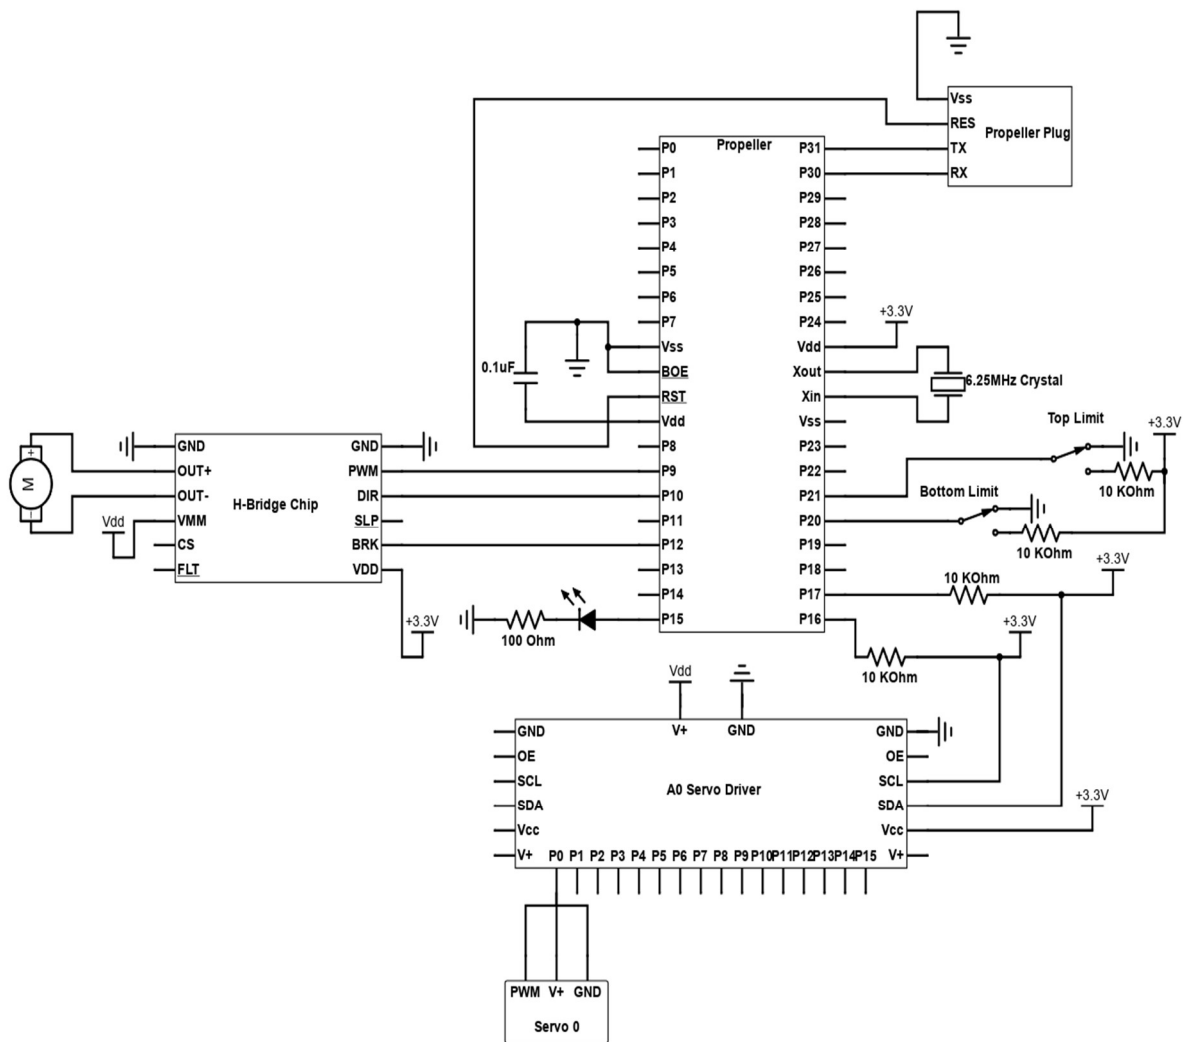 Vss
RES
Propeller Plug
TX
RX
Propeller
P0
P31
P1
P30
P2
P29
P3
P28
P4
P27
P5
P26
P6
P25
P7
P24
+3.3V
Vss
Vdd
0.1uF
BOE
Xout
6.25MHz Crystal
RST
Xin
Vdd
Vss
Top Limit
+3.3V
P8
P23
P9
P22
P10
P21
10 KOhm
P11
P20
Bottom Limit
P12
P19
10 KOhm
P13
P18
P14
P17
10 KOhm
+3.3V
P15
P16
10 KOhm
+3.3V
GND
GND
OUT+
PWM
M
+
−
OUT-
DIR
H-Bridge Chip
Vdd
VMM
SLP
CS
BRK
FLT
VDD
+3.3V
100 Ohm
Vdd
GND
V+
GND
GND
OE
OE
SCL
A0 Servo Driver
SCL
SDA
SDA
+3.3V
Vcc
Vcc
V+
P0 P1 P2 P3 P4 P5 P6 P7 P8 P9 P10 P11 P12 P13 P14 P15
V+
PWM V+ GND
Servo 0